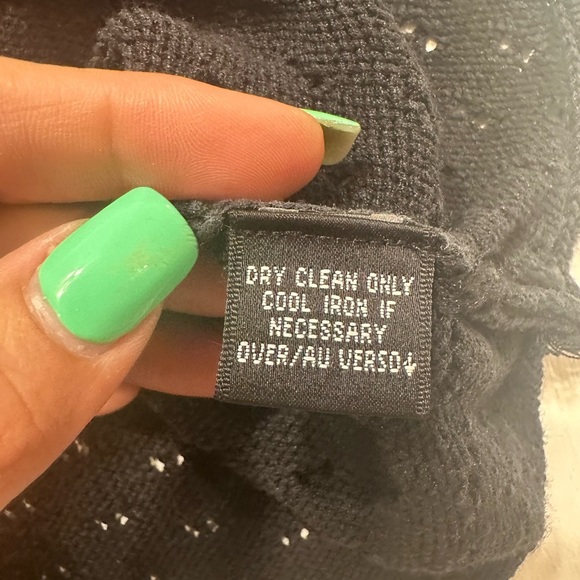 DRY CLEAN ONLY
COOL IRON IF
NECESSARY
OVER/AU VERSO↓